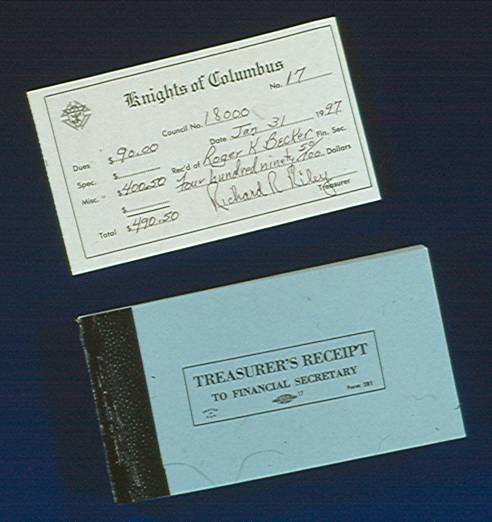 Knights of Columbus
No. 17
Council No. 18000
Date Jan 31 1997
Dues $90.00 Rec'd of Roger K Becker Fin. Sec.
Spec. $ Four hundred ninety 50/100 Dollars
Misc. " $400.50 Richard R Riley
$ Treasurer
Total $490.50
TREASURER'S RECEIPT
TO FINANCIAL SECRETARY
17 Form 281